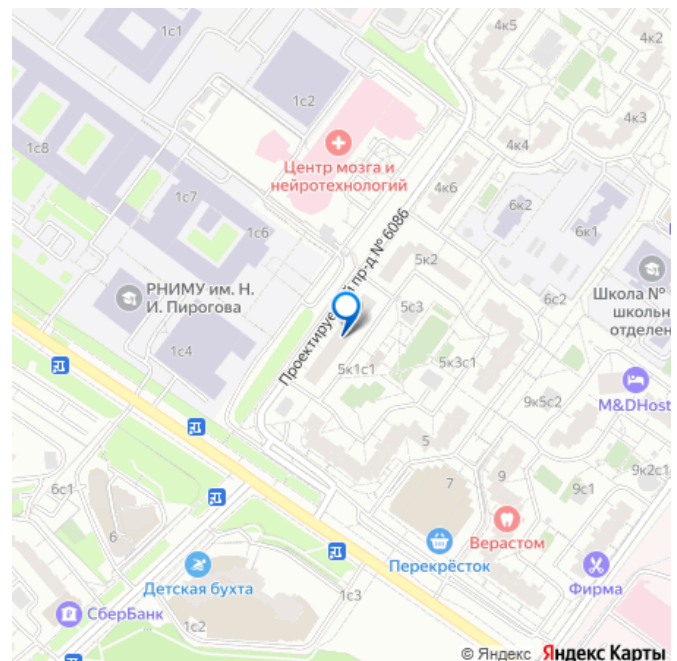 1с1
4к5
4к2
1с2
4к3
4к4
1с8
Центр мозга и
нейротехнологий
4к6
1с7
6к2
1с6
6к1
Проектируемый пр-д № 6086
5к2
РНИМУ им. Н.
И. Пирогова
5с3
6с2
Школа №
школьн
отделен
1с4
5к1с1
5к3с1
M&DHost
9к5с2
5
9
7
9к2с1
6с1
9с1
6
Верастом
Перекрёсток
Детская бухта
Фирма
1с3
СберБанк
1с2
© Яндекс Яндекс Карты